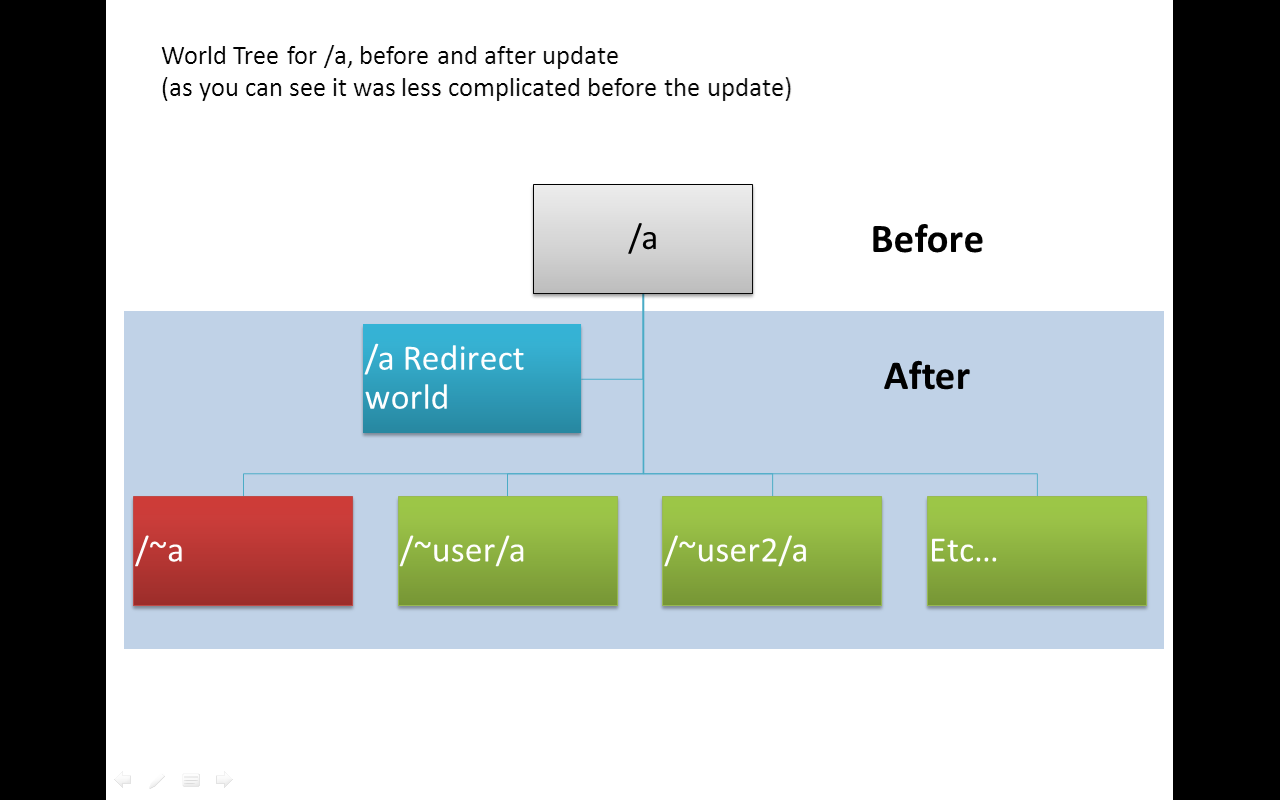 World Tree for /a, before and after update
(as you can see it was less complicated before the update)
/a
Before
/a Redirect
world
After
/~a
/~user/a
/~user2/a
Etc...